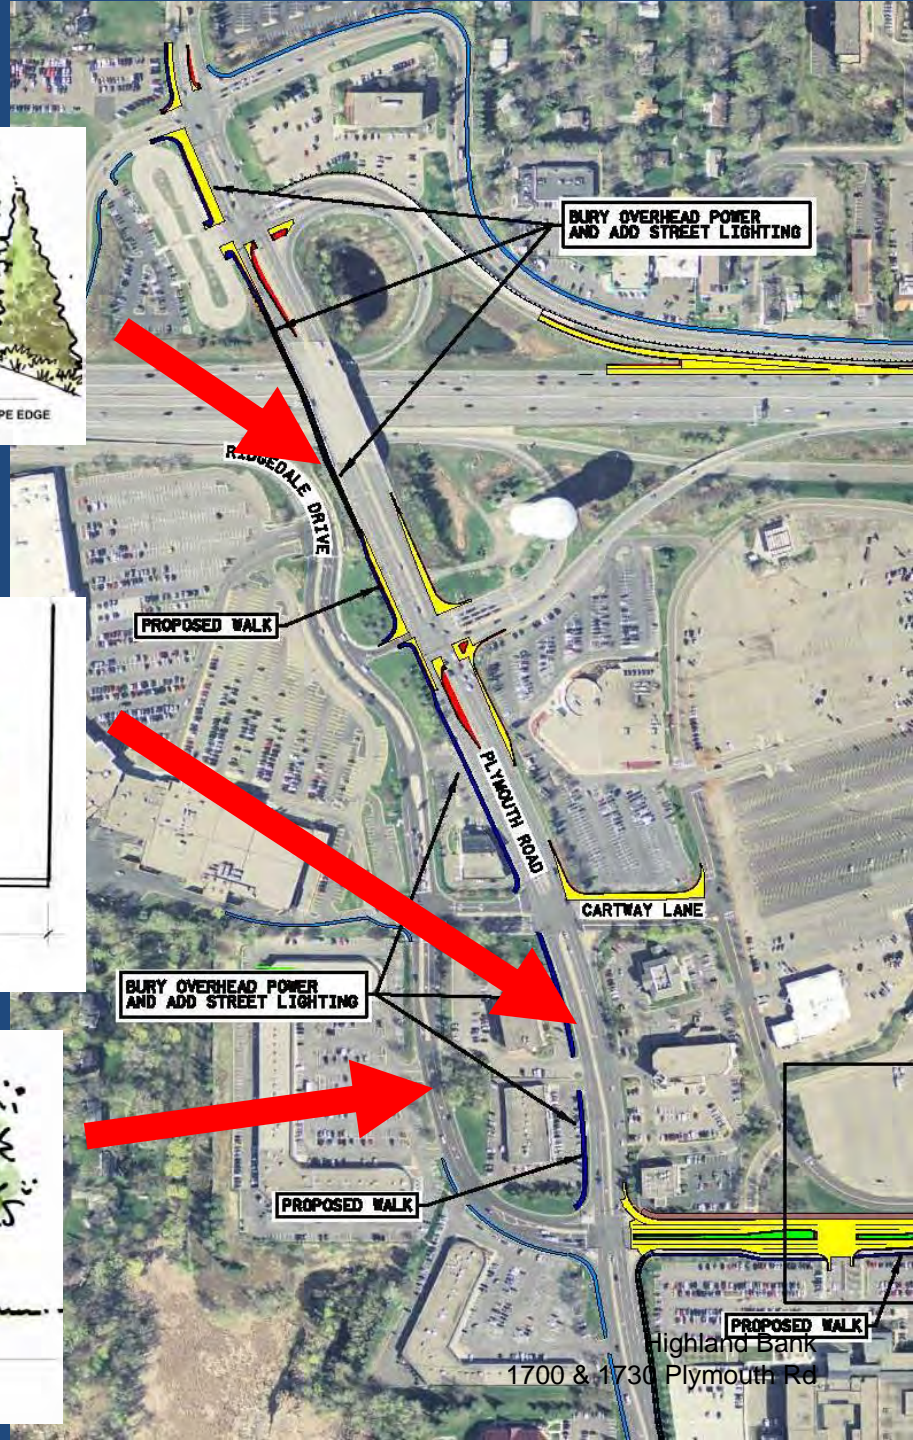 BURY OVERHEAD POWER
AND ADD STREET LIGHTING
PE EDGE
RIDGEDALE DRIVE
PROPOSED WALK
PLYMOUTH ROAD
CARTWAY LANE
BURY OVERHEAD POWER
AND ADD STREET LIGHTING
PROPOSED WALK
PROPOSED WALK
Highland Bank
1700 & 1730 Plymouth Rd